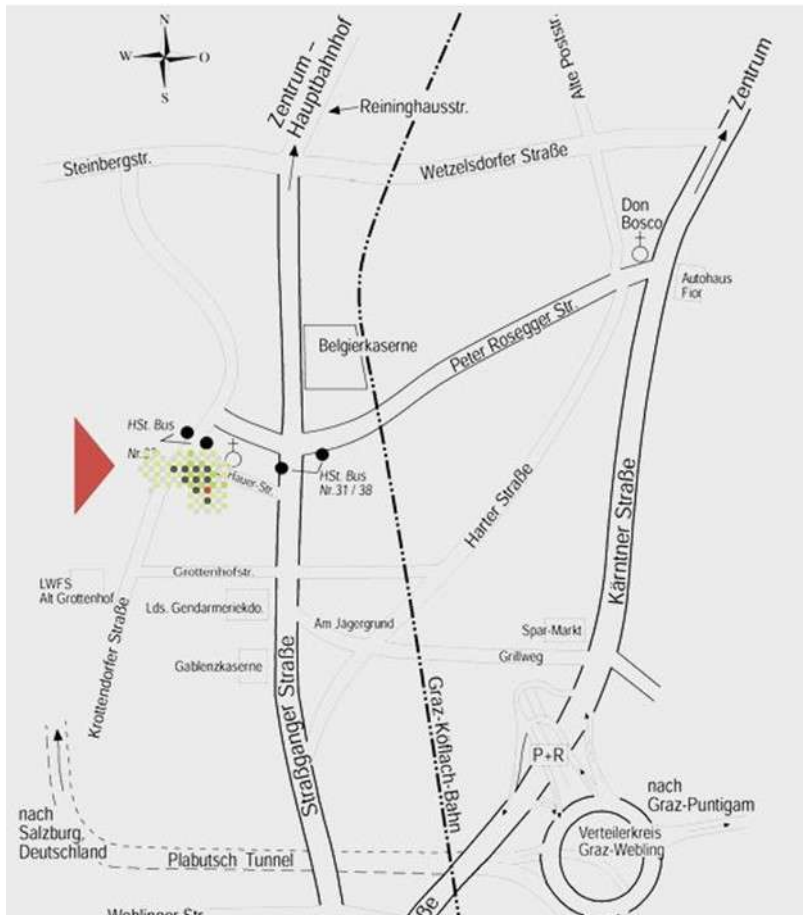 N
W
O
S
Zentrum –
Hauptbahnhof
Reininghausstr.
Alte Poststr.
Zentrum
Steinbergstr.
Wetzelsdorfer Straße
Don
Bosco
Autohaus
Fior
Belgierkaserne
Peter Rosegger Str.
HSt. Bus
Hauer-Str.
HSt. Bus
Nr.31 / 38
Harter Straße
Kärntner Straße
Grottenhofstr.
LWFS
Alt Grottenhof
Lds. Gendarmeriekdo.
Am Jägergrund
Spar-Markt
Grillweg
Gablenzkaserne
Krottendorfer Straße
Straßganger Straße
Graz-Köflach-Bahn
P+R
nach
Graz-Puntigam
nach
Salzburg,
Deutschland
Plabutsch Tunnel
Verteilerkreis
Graz-Webling